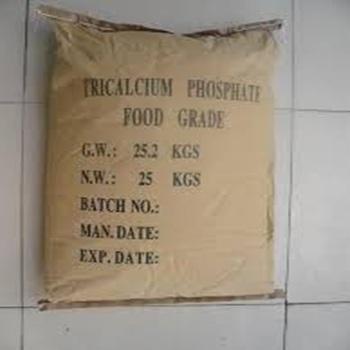 TRICALCIUM PHOSPHATE
FOOD GRADE
G.W.: 25.2 KGS
N.W.: 25 KGS
BATCH NO.:
MAN. DATE:
EXP. DATE: